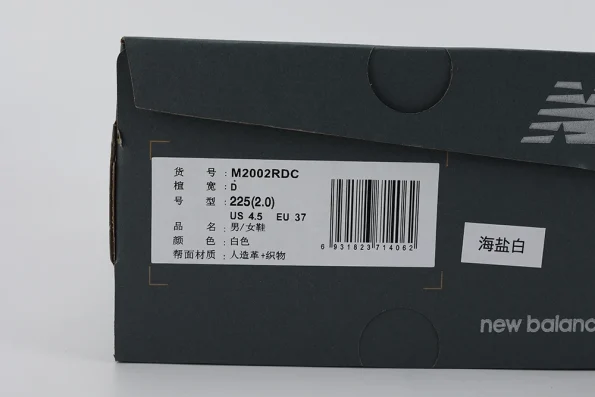 货号: M2002RDC
楦宽: D
号型: 225(2.0)
US 4.5 EU 37
品名: 男/女鞋
颜色: 白色
帮面材质: 人造革+织物
6 931823 714062
海盐白
N
new balanc